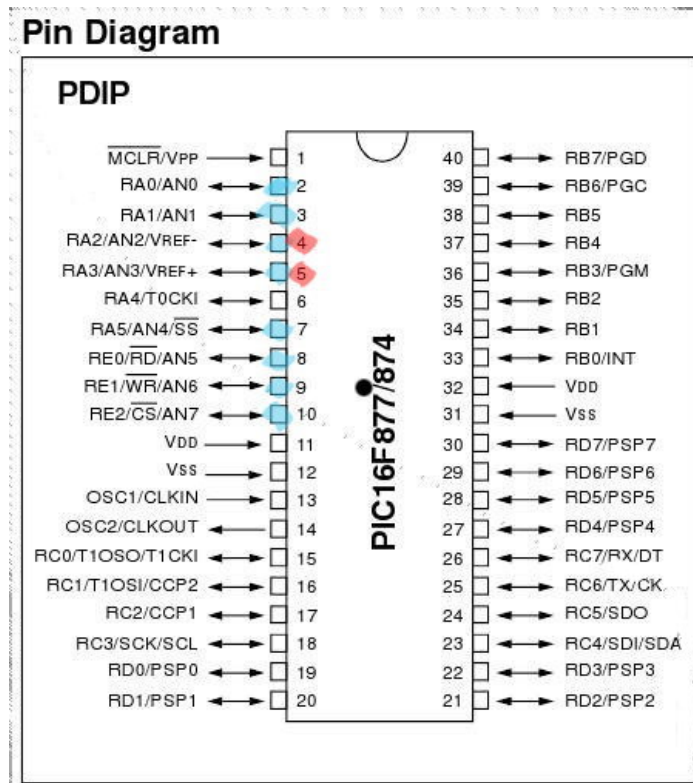 Pin Diagram
PDIP
MCLR/VPP 1 40 RB7/PGD
RA0/AN0 2 39 RB6/PGC
RA1/AN1 3 38 RB5
RA2/AN2/VREF- 4 37 RB4
RA3/AN3/VREF+ 5 36 RB3/PGM
RA4/T0CKI 6 35 RB2
RA5/AN4/SS 7 34 RB1
RE0/RD/AN5 8 33 RB0/INT
RE1/WR/AN6 9 32 VDD
RE2/CS/AN7 10 31 VSS
VDD 11 30 RD7/PSP7
VSS 12 29 RD6/PSP6
OSC1/CLKIN 13 28 RD5/PSP5
OSC2/CLKOUT 14 27 RD4/PSP4
RC0/T1OSO/T1CKI 15 26 RC7/RX/DT
RC1/T1OSI/CCP2 16 25 RC6/TX/CK
RC2/CCP1 17 24 RC5/SDO
RC3/SCK/SCL 18 23 RC4/SDI/SDA
RD0/PSP0 19 22 RD3/PSP3
RD1/PSP1 20 21 RD2/PSP2
PIC16F877/874